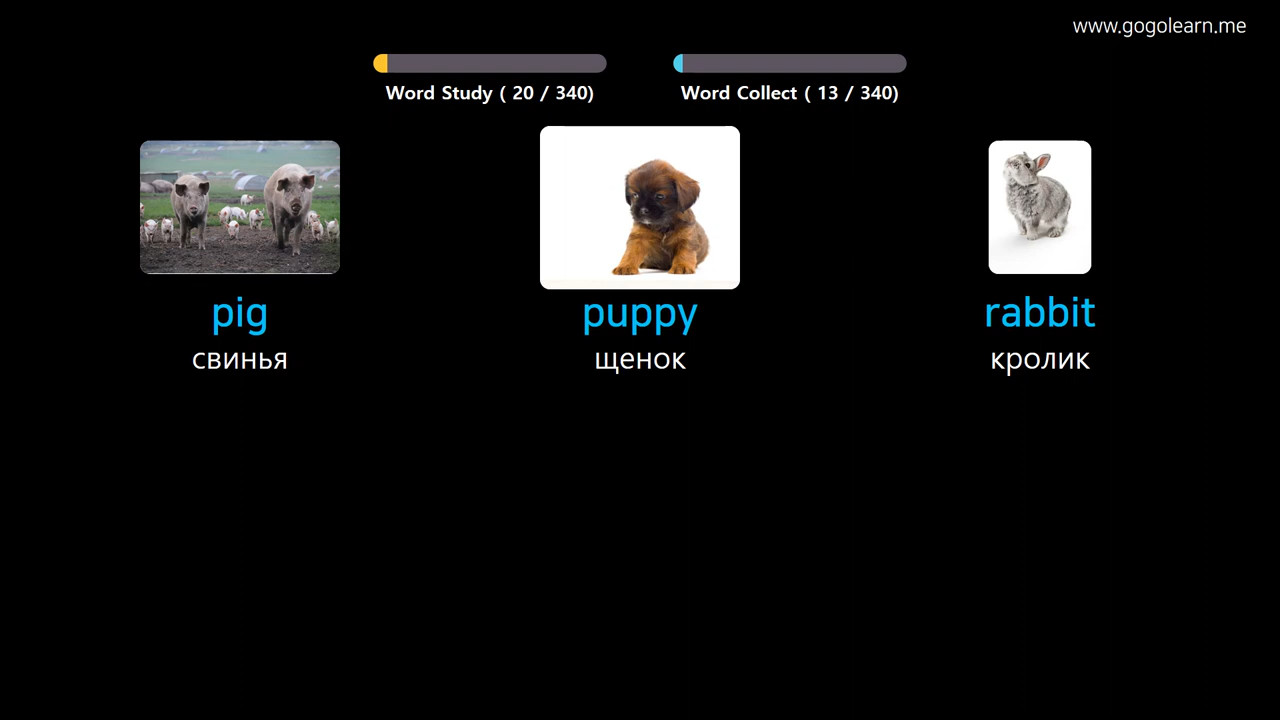 www.gogolearn.me
Word Study ( 20 / 340)
Word Collect ( 13 / 340)
pig
свинья
puppy
щенок
rabbit
кролик